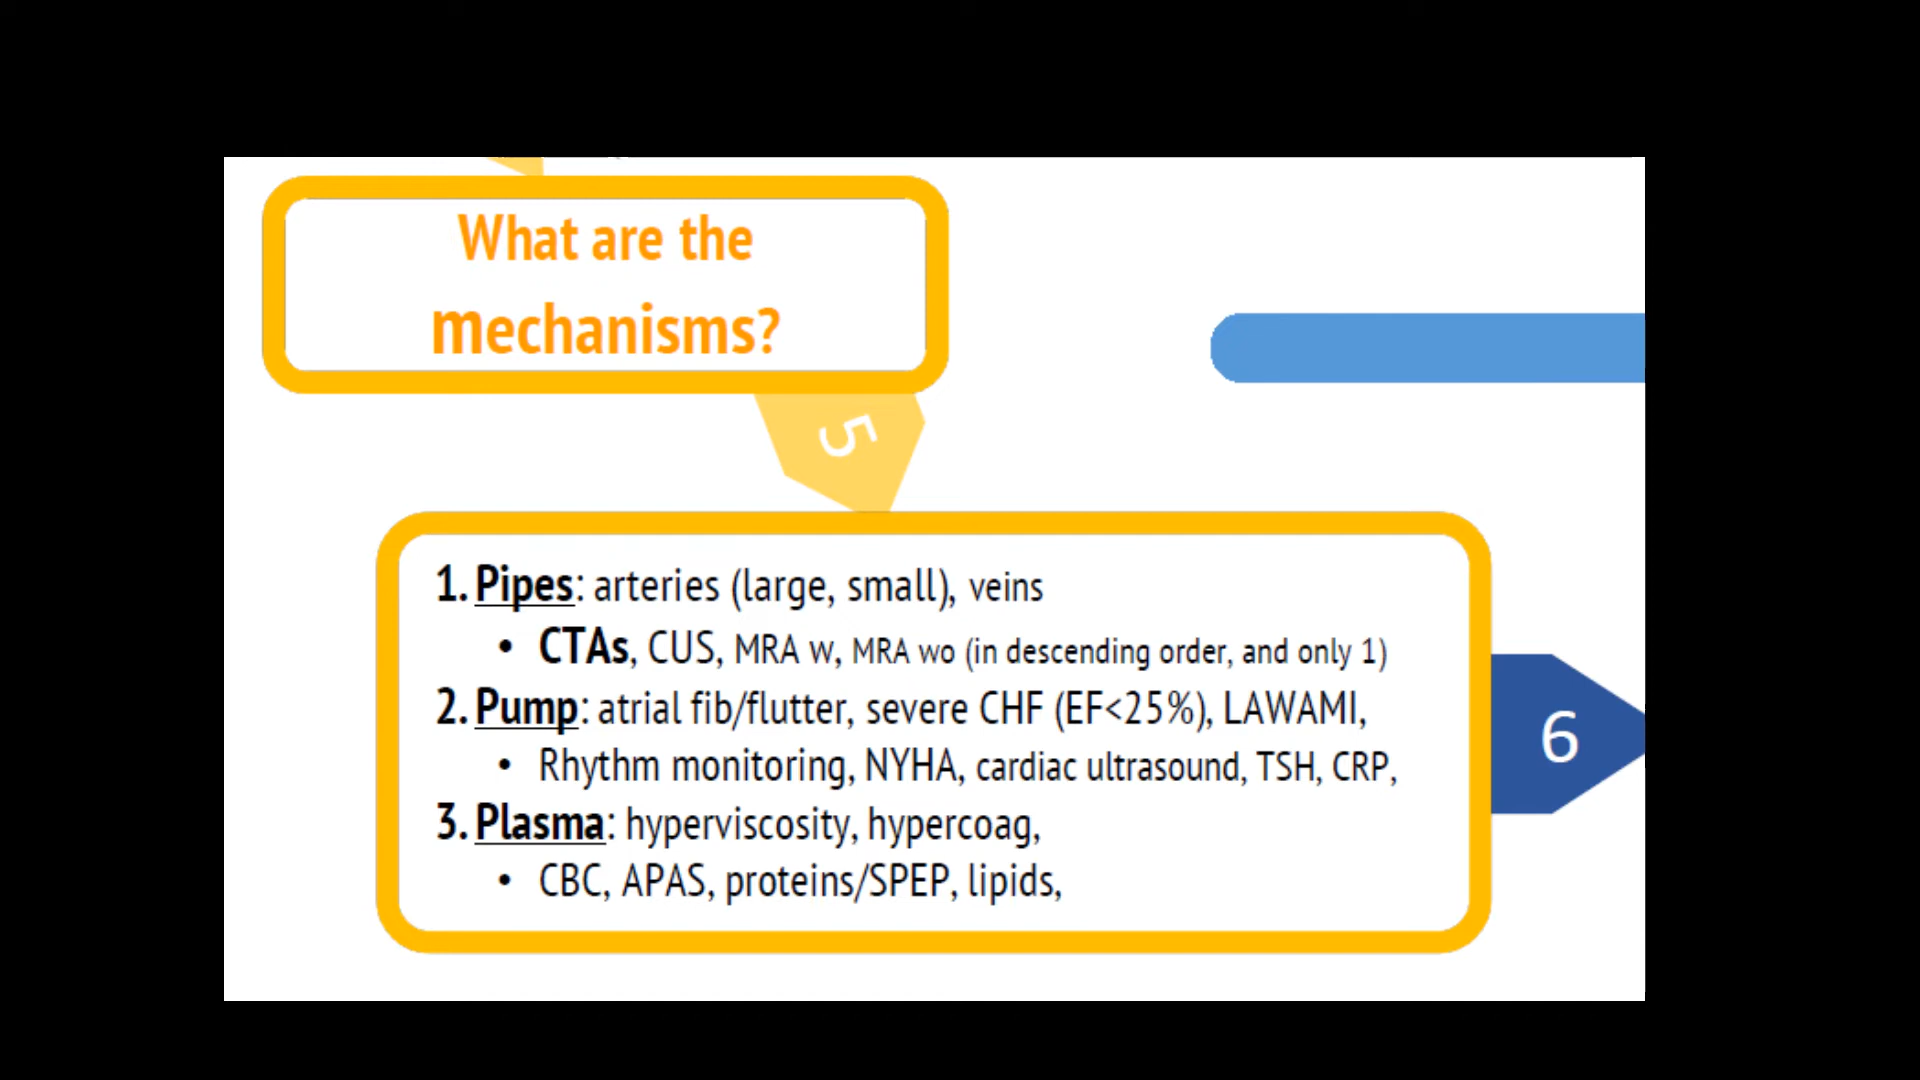 What are the
mechanisms?
5
1. Pipes: arteries (large, small), veins
• CTAs, CUS, MRA w, MRA wo (in descending order, and only 1)
2. Pump: atrial fib/flutter, severe CHF (EF<25%), LAWAMI,
• Rhythm monitoring, NYHA, cardiac ultrasound, TSH, CRP,
6
3. Plasma: hyperviscosity, hypercoag,
• CBC, APAS, proteins/SPEP, lipids,